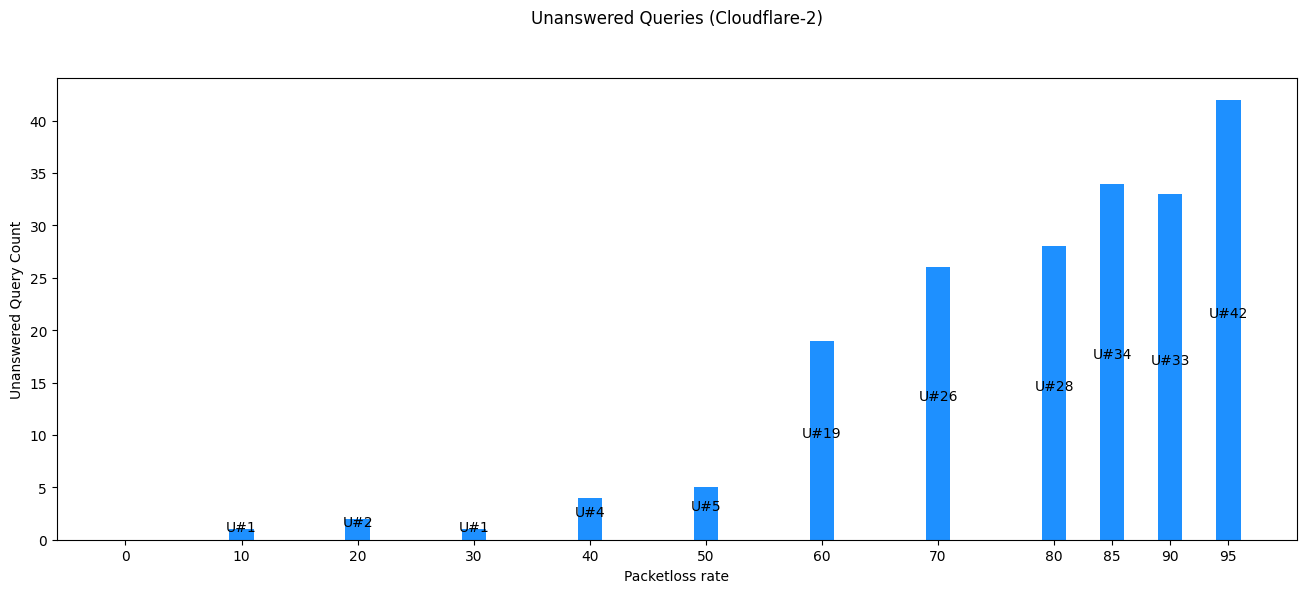 Unanswered Queries (Cloudflare-2)
Unanswered Query Count
40
35
30
25
20
15
10
5
0
U#1
U#2
U#1
U#4
U#5
U#19
U#26
U#28
U#34
U#33
U#42
0 10 20 30 40 50 60 70 80 85 90 95
Packetloss rate